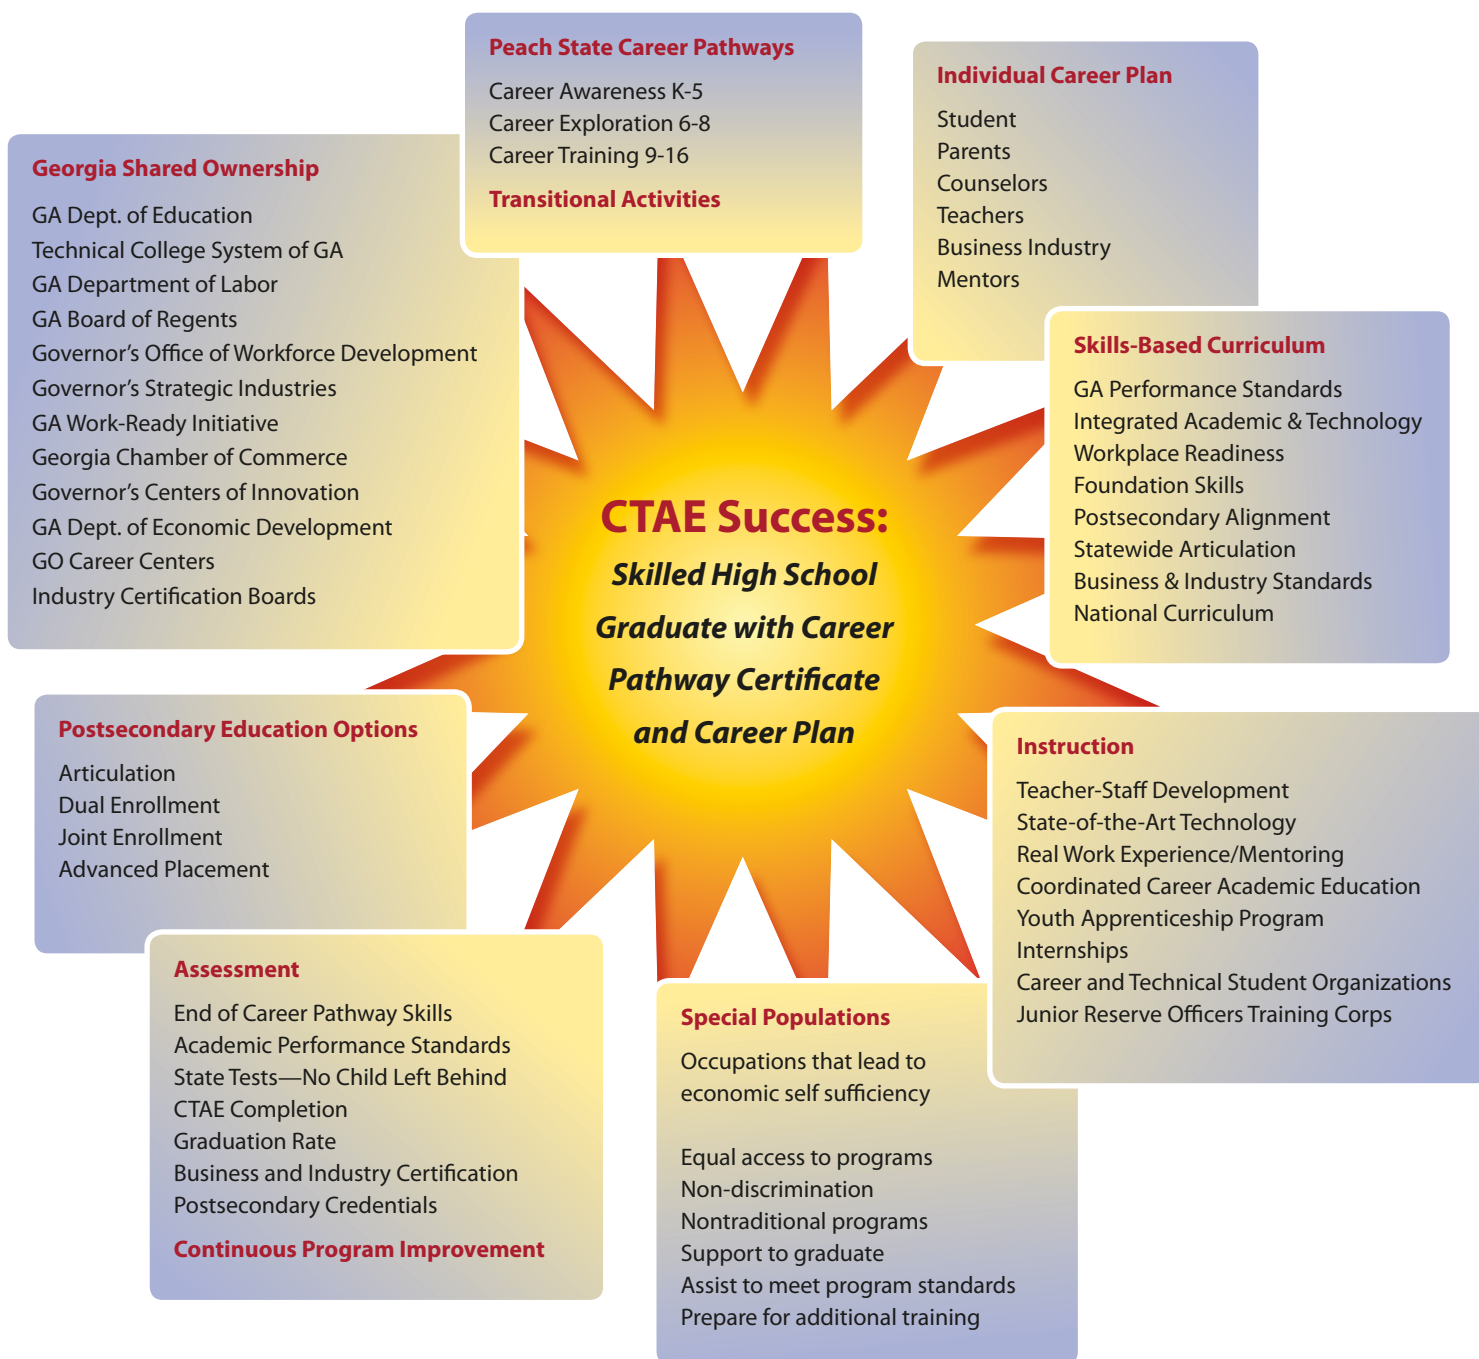 Peach State Career Pathways
Career Awareness K-5
Career Exploration 6-8
Career Training 9-16
Transitional Activities
Individual Career Plan
Student
Parents
Counselors
Teachers
Business Industry
Mentors
Georgia Shared Ownership
GA Dept. of Education
Technical College System of GA
GA Department of Labor
GA Board of Regents
Governor’s Office of Workforce Development
Governor’s Strategic Industries
GA Work-Ready Initiative
Georgia Chamber of Commerce
Governor’s Centers of Innovation
GA Dept. of Economic Development
GO Career Centers
Industry Certification Boards
Skills-Based Curriculum
GA Performance Standards
Integrated Academic & Technology
Workplace Readiness
Foundation Skills
Postsecondary Alignment
Statewide Articulation
Business & Industry Standards
National Curriculum
CTAE Success:
Skilled High School
Graduate with Career
Pathway Certificate
and Career Plan
Postsecondary Education Options
Articulation
Dual Enrollment
Joint Enrollment
Advanced Placement
Instruction
Teacher-Staff Development
State-of-the-Art Technology
Real Work Experience/Mentoring
Coordinated Career Academic Education
Youth Apprenticeship Program
Internships
Career and Technical Student Organizations
Junior Reserve Officers Training Corps
Assessment
End of Career Pathway Skills
Academic Performance Standards
State Tests—No Child Left Behind
CTAE Completion
Graduation Rate
Business and Industry Certification
Postsecondary Credentials
Continuous Program Improvement
Special Populations
Occupations that lead to
economic self sufficiency
Equal access to programs
Non-discrimination
Nontraditional programs
Support to graduate
Assist to meet program standards
Prepare for additional training